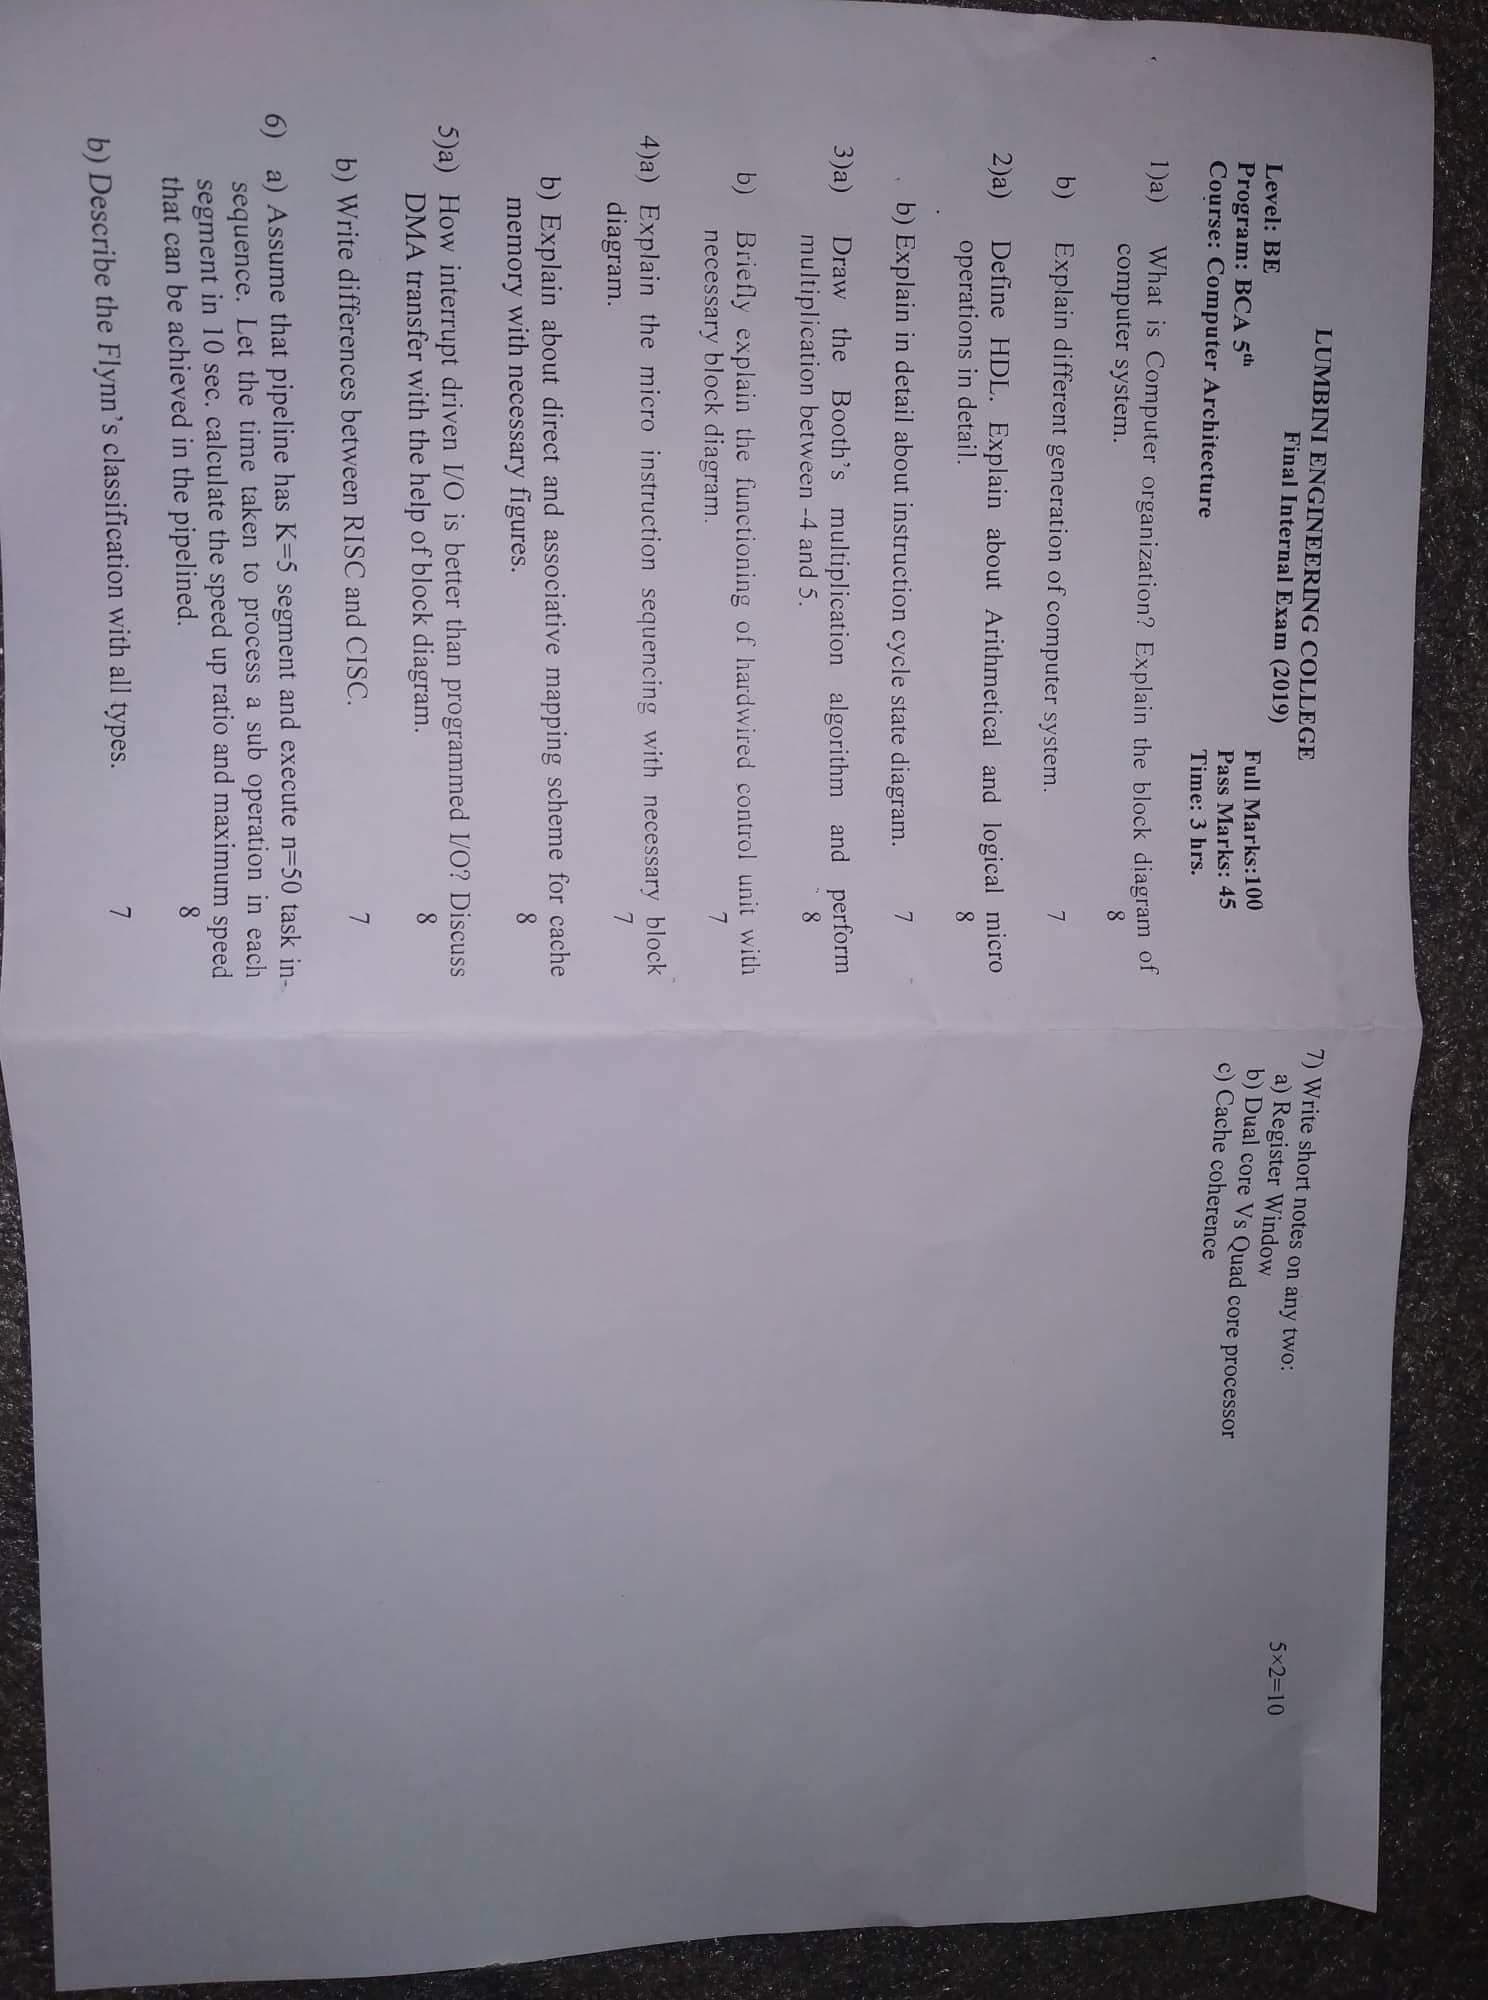 LUMBINI ENGINEERING COLLEGE
Final Internal Exam (2019)
Level: BE
Program: BCA 5th
Course: Computer Architecture
Full Marks:100
Pass Marks: 45
Time: 3 hrs.
1)a) What is Computer organization? Explain the block diagram of
computer system. 8
b) Explain different generation of computer system. 7
2)a) Define HDL. Explain about Arithmetical and logical micro
operations in detail. 8
b) Explain in detail about instruction cycle state diagram. 7
3)a) Draw the Booth's multiplication algorithm and perform
multiplication between -4 and 5. 8
b) Briefly explain the functioning of hardwired control unit with
necessary block diagram. 7
4)a) Explain the micro instruction sequencing with necessary block
diagram. 7
b) Explain about direct and associative mapping scheme for cache
memory with necessary figures. 8
5)a) How interrupt driven I/O is better than programmed I/O? Discuss
DMA transfer with the help of block diagram. 8
b) Write differences between RISC and CISC. 7
6) a) Assume that pipeline has K=5 segment and execute n=50 task in-
sequence. Let the time taken to process a sub operation in each
segment in 10 sec. calculate the speed up ratio and maximum speed
that can be achieved in the pipelined. 8
b) Describe the Flynn's classification with all types. 7
7) Write short notes on any two: 5×2=10
a) Register Window
b) Dual core Vs Quad core processor
c) Cache coherence